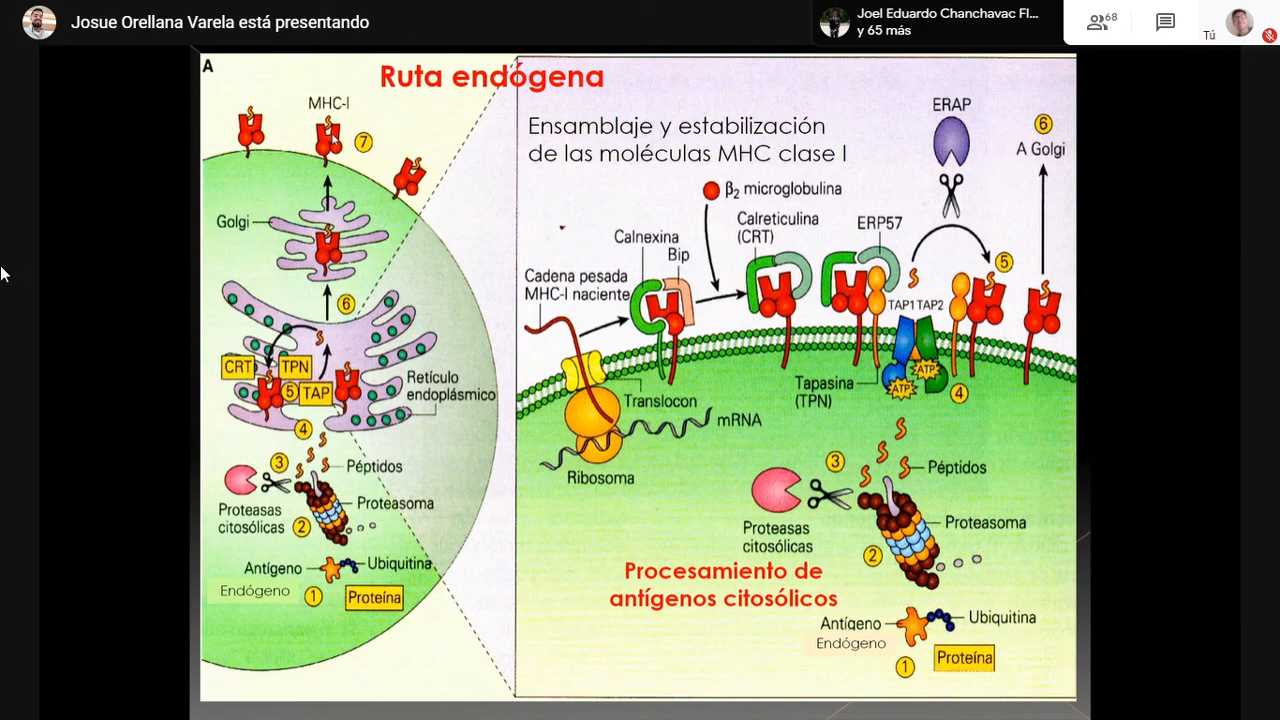 Josue Orellana Varela está presentando
Joel Eduardo Chanchavac Fl...
y 65 más
68
Tú
A
Ruta endógena
MHC-I
7
Golgi
6
CRT
TPN
5
TAP
Retículo
endoplásmico
4
3
Péptidos
Proteasas
citosólicas
2
Proteasoma
Antígeno
Ubiquitina
Endógeno
1
Proteína
Ensamblaje y estabilización
de las moléculas MHC clase I
ERAP
6
A Golgi
β2 microglobulina
Calreticulina
(CRT)
ERP57
Calnexina
Bip
Cadena pesada
MHC-I naciente
5
TAP1 TAP2
ATP
ATP
Tapasina
(TPN)
4
Translocon
mRNA
Ribosoma
3
Péptidos
Proteasas
citosólicas
Proteasoma
2
Procesamiento de
antígenos citosólicos
Antígeno
Ubiquitina
Endógeno
1
Proteína